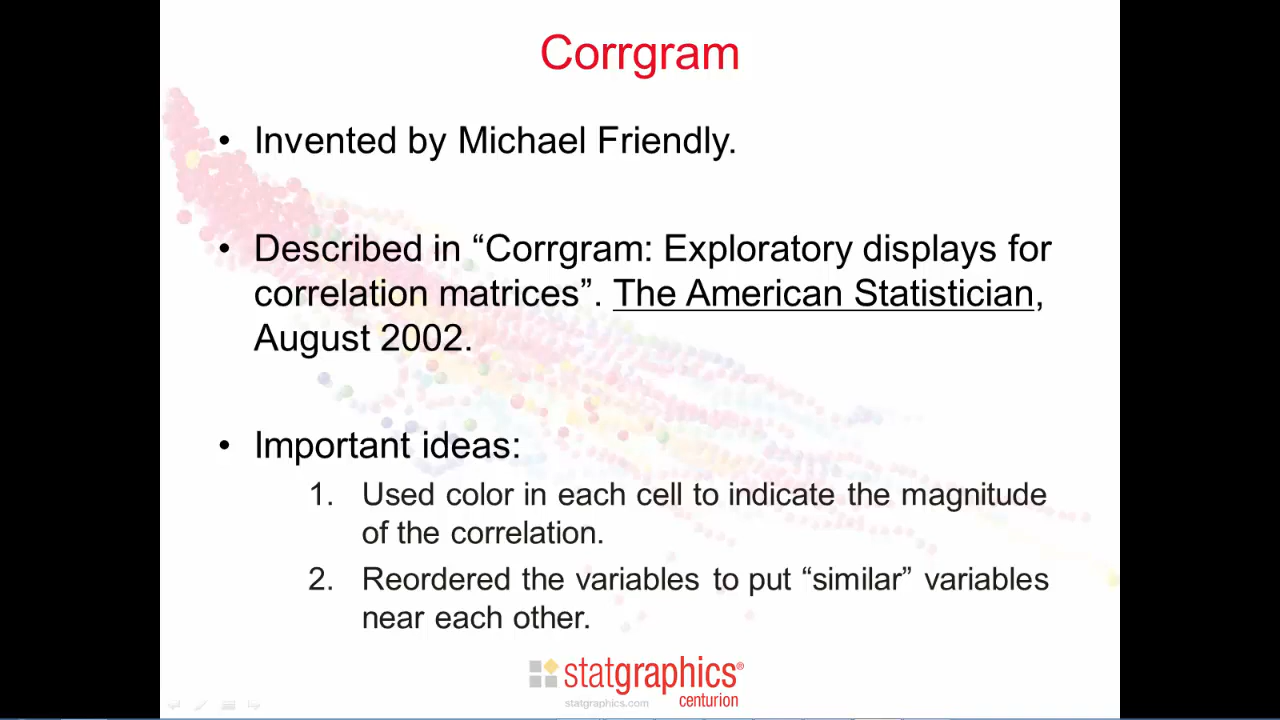 Corrgram
• Invented by Michael Friendly.
• Described in “Corrgram: Exploratory displays for
correlation matrices”. The American Statistician,
August 2002.
• Important ideas:
1. Used color in each cell to indicate the magnitude
of the correlation.
2. Reordered the variables to put “similar” variables
near each other.
statgraphics®
statgraphics.com centurion